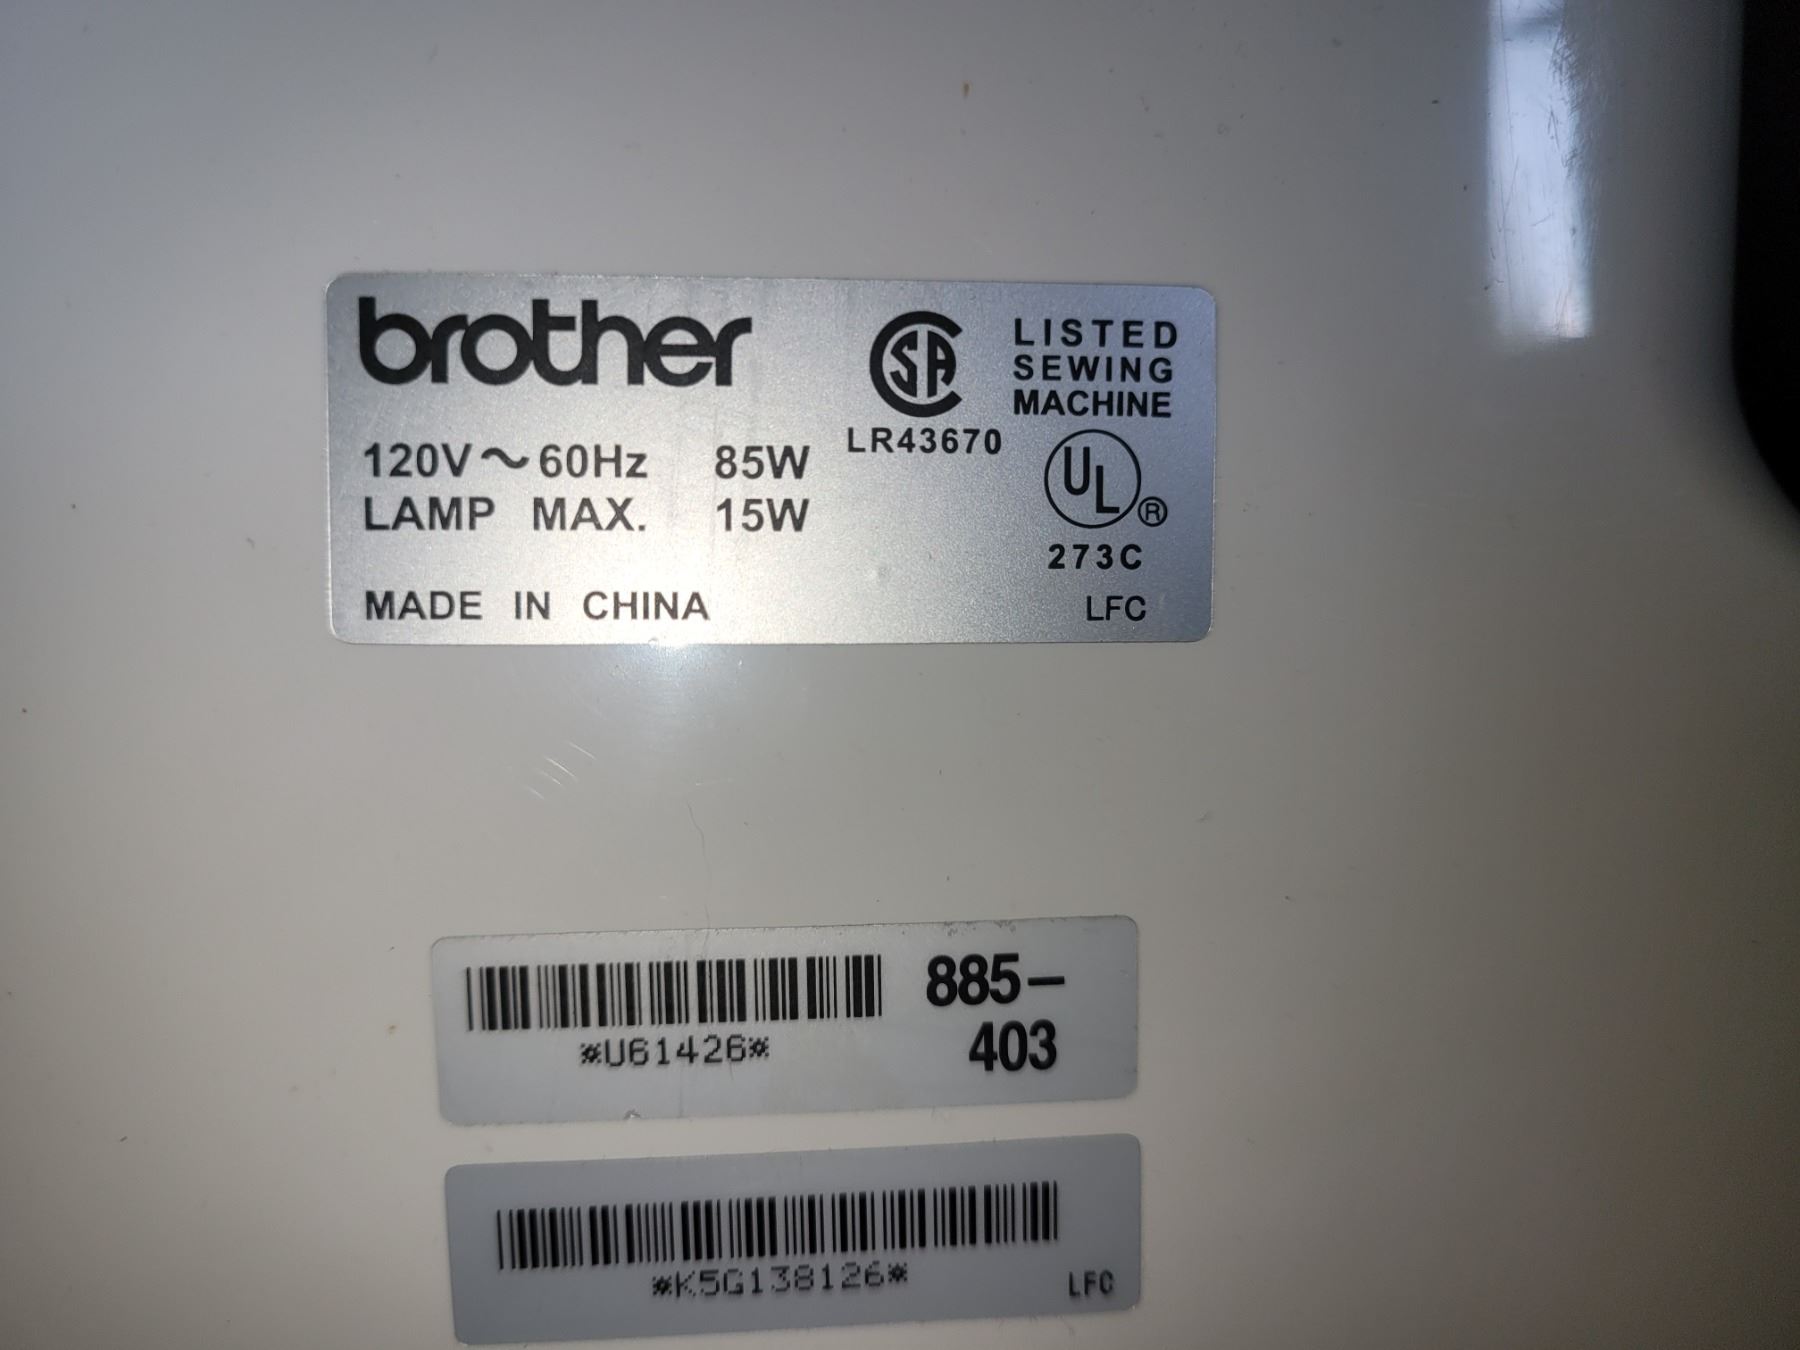 brother
120V～60Hz 85W
LAMP MAX. 15W
MADE IN CHINA
SA
LR43670
LISTED
SEWING
MACHINE
UL®
273C
LFC
*U61426*
885-
403
*K5G138126*
LFC